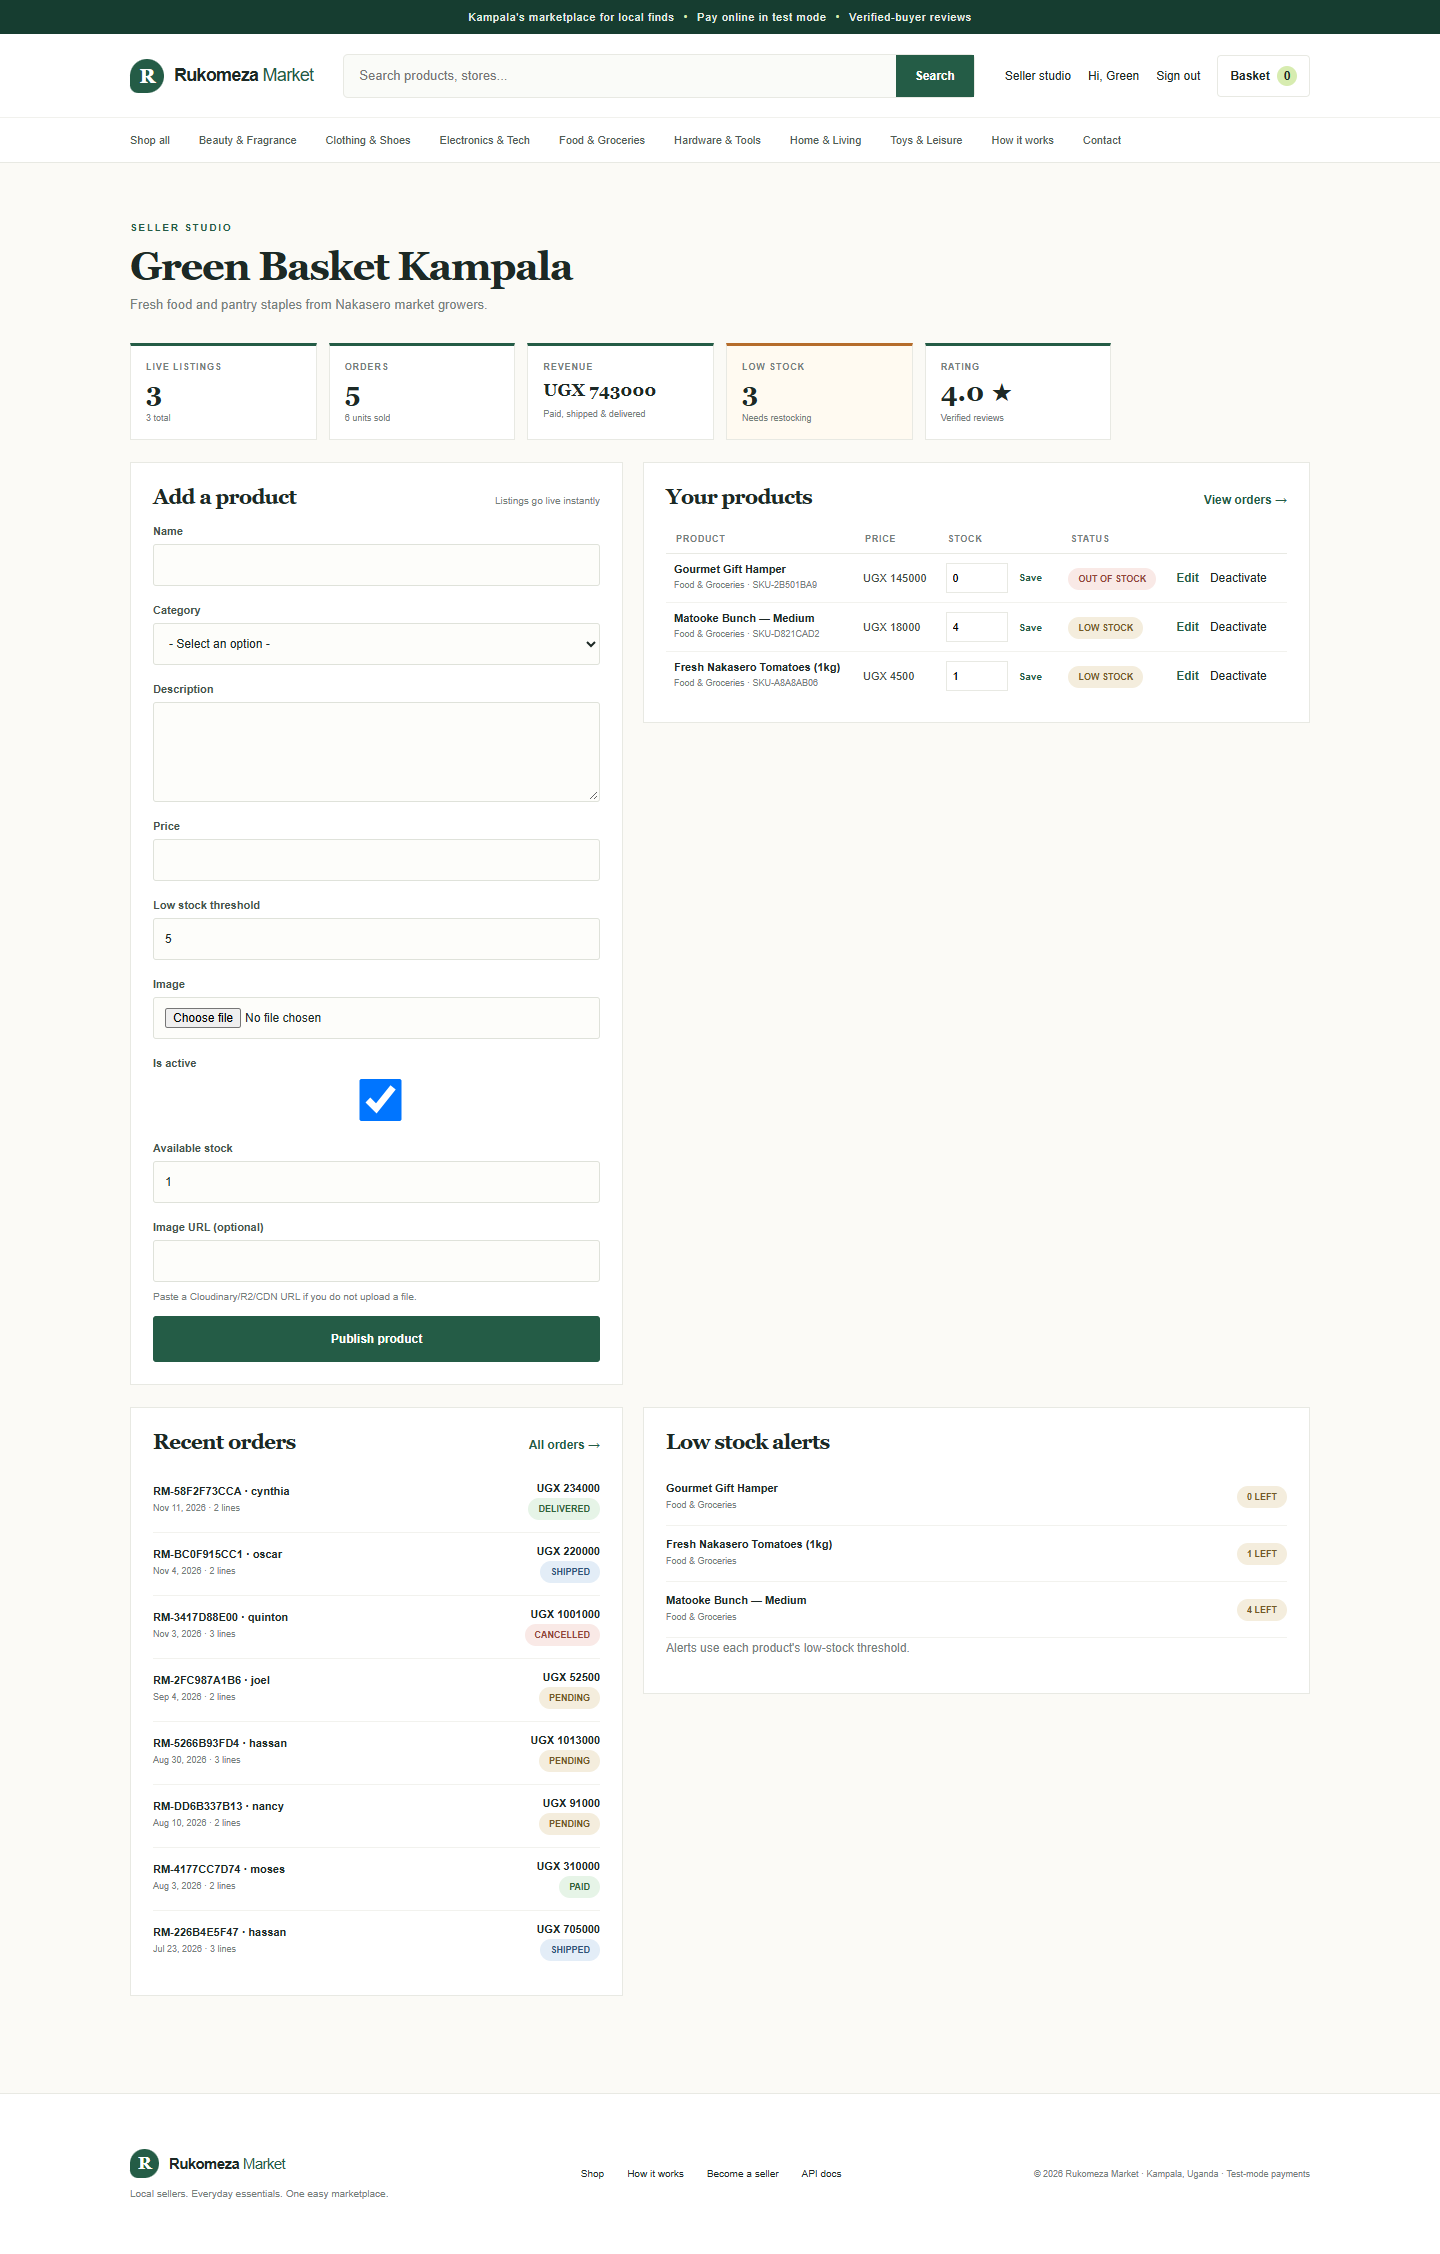 Kampala's marketplace for local finds • Pay online in test mode • Verified-buyer reviews
R Rukomeza Market
Search products, stores...
Search
Seller studio
Hi, Green
Sign out
Basket 0
Shop all
Beauty & Fragrance
Clothing & Shoes
Electronics & Tech
Food & Groceries
Hardware & Tools
Home & Living
Toys & Leisure
How it works
Contact
SELLER STUDIO
Green Basket Kampala
Fresh food and pantry staples from Nakasero market growers.
LIVE LISTINGS
3
3 total
ORDERS
5
6 units sold
REVENUE
UGX 743000
Paid, shipped & delivered
LOW STOCK
3
Needs restocking
RATING
4.0 ★
Verified reviews
Add a product
Listings go live instantly
Name
Category
- Select an option -
Description
Price
Low stock threshold
5
Image
Choose file No file chosen
Is active
Available stock
1
Image URL (optional)
Paste a Cloudinary/R2/CDN URL if you do not upload a file.
Publish product
Your products
View orders →
PRODUCT PRICE STOCK STATUS
Gourmet Gift Hamper
Food & Groceries · SKU-2B501BA9
UGX 145000
0
Save
OUT OF STOCK
Edit
Deactivate
Matooke Bunch — Medium
Food & Groceries · SKU-D821CAD2
UGX 18000
4
Save
LOW STOCK
Edit
Deactivate
Fresh Nakasero Tomatoes (1kg)
Food & Groceries · SKU-A8A8AB06
UGX 4500
1
Save
LOW STOCK
Edit
Deactivate
Recent orders
All orders →
RM-58F2F73CCA · cynthia
Nov 11, 2026 · 2 lines
UGX 234000
DELIVERED
RM-BC0F915CC1 · oscar
Nov 4, 2026 · 2 lines
UGX 220000
SHIPPED
RM-3417D88E00 · quinton
Nov 3, 2026 · 3 lines
UGX 1001000
CANCELLED
RM-2FC987A1B6 · joel
Sep 4, 2026 · 2 lines
UGX 52500
PENDING
RM-5266B93FD4 · hassan
Aug 30, 2026 · 3 lines
UGX 1013000
PENDING
RM-DD6B337B13 · nancy
Aug 10, 2026 · 2 lines
UGX 91000
PENDING
RM-4177CC7D74 · moses
Aug 3, 2026 · 2 lines
UGX 310000
PAID
RM-226B4E5F47 · hassan
Jul 23, 2026 · 3 lines
UGX 705000
SHIPPED
Low stock alerts
Gourmet Gift Hamper
Food & Groceries
0 LEFT
Fresh Nakasero Tomatoes (1kg)
Food & Groceries
1 LEFT
Matooke Bunch — Medium
Food & Groceries
4 LEFT
Alerts use each product's low-stock threshold.
R Rukomeza Market
Local sellers. Everyday essentials. One easy marketplace.
Shop
How it works
Become a seller
API docs
© 2026 Rukomeza Market · Kampala, Uganda · Test-mode payments